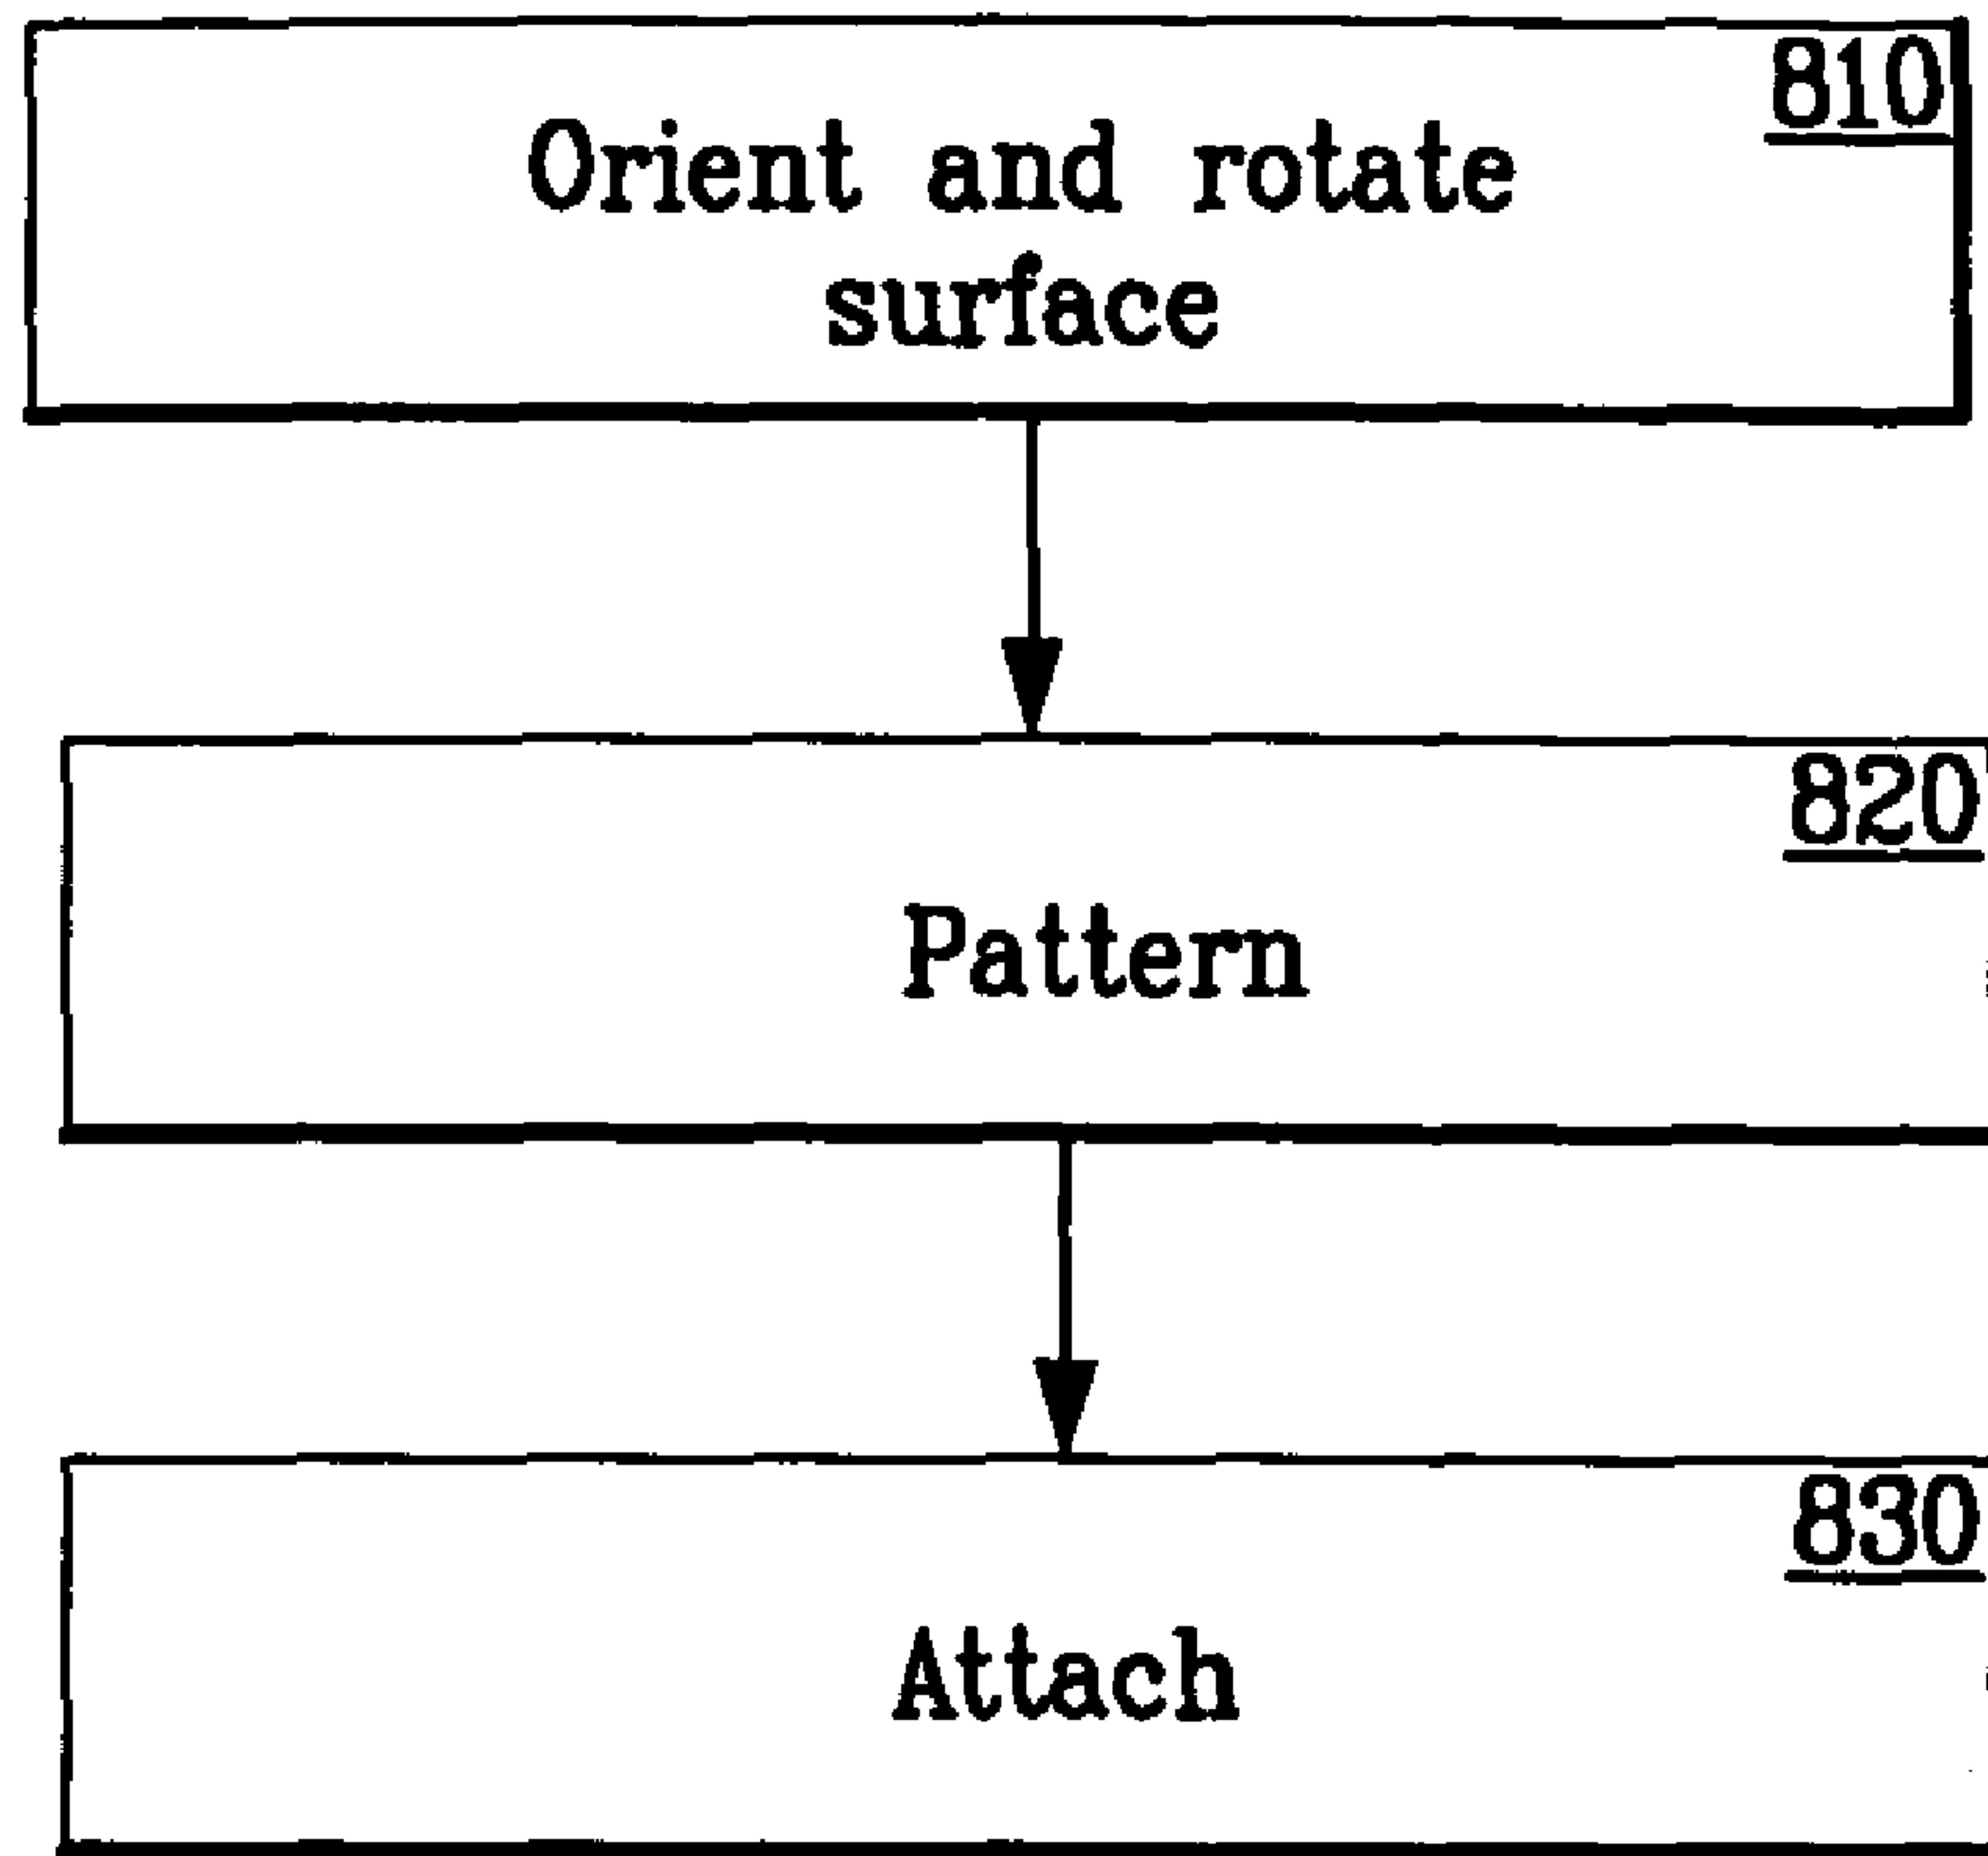 810
Orient and rotate
surface
820
Pattern
830
Attach